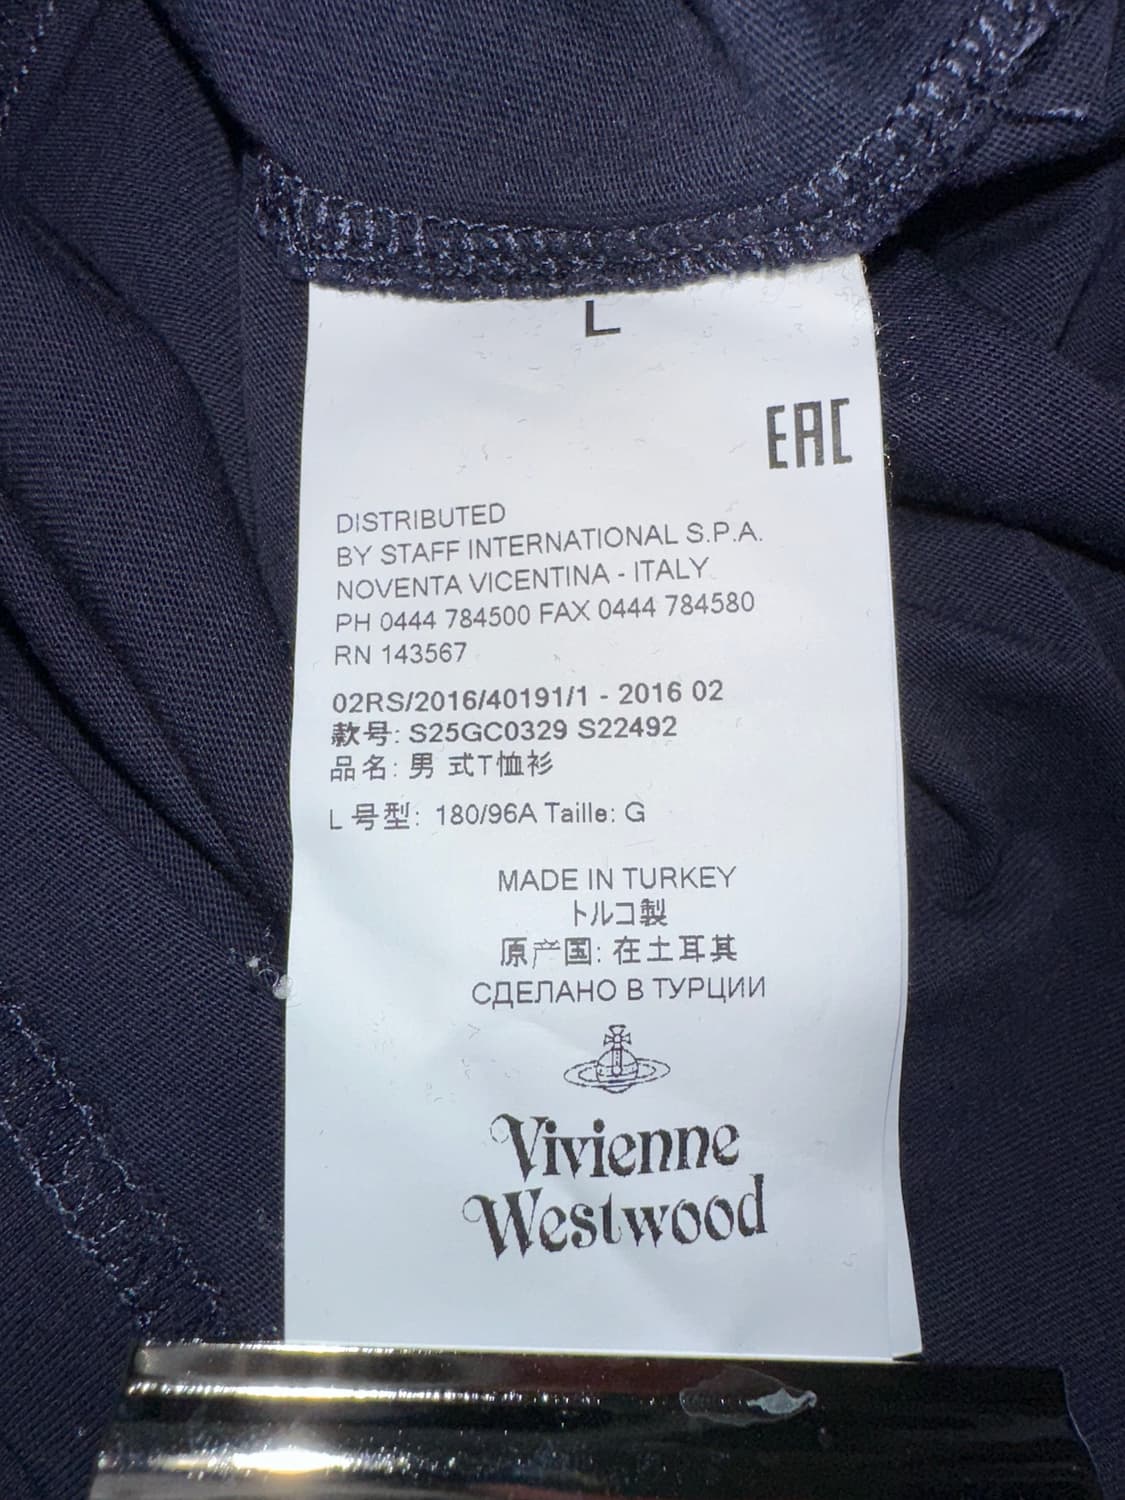 L
EAC
DISTRIBUTED
BY STAFF INTERNATIONAL S.P.A.
NOVENTA VICENTINA - ITALY
PH 0444 784500 FAX 0444 784580
RN 143567
02RS/2016/40191/1 - 2016 02
款号: S25GC0329 S22492
品名: 男 式T恤衫
L 号型: 180/96A Taille: G
MADE IN TURKEY
トルコ製
原产国: 在土耳其
СДЕЛАНО В ТУРЦИИ
Vivienne
Westwood